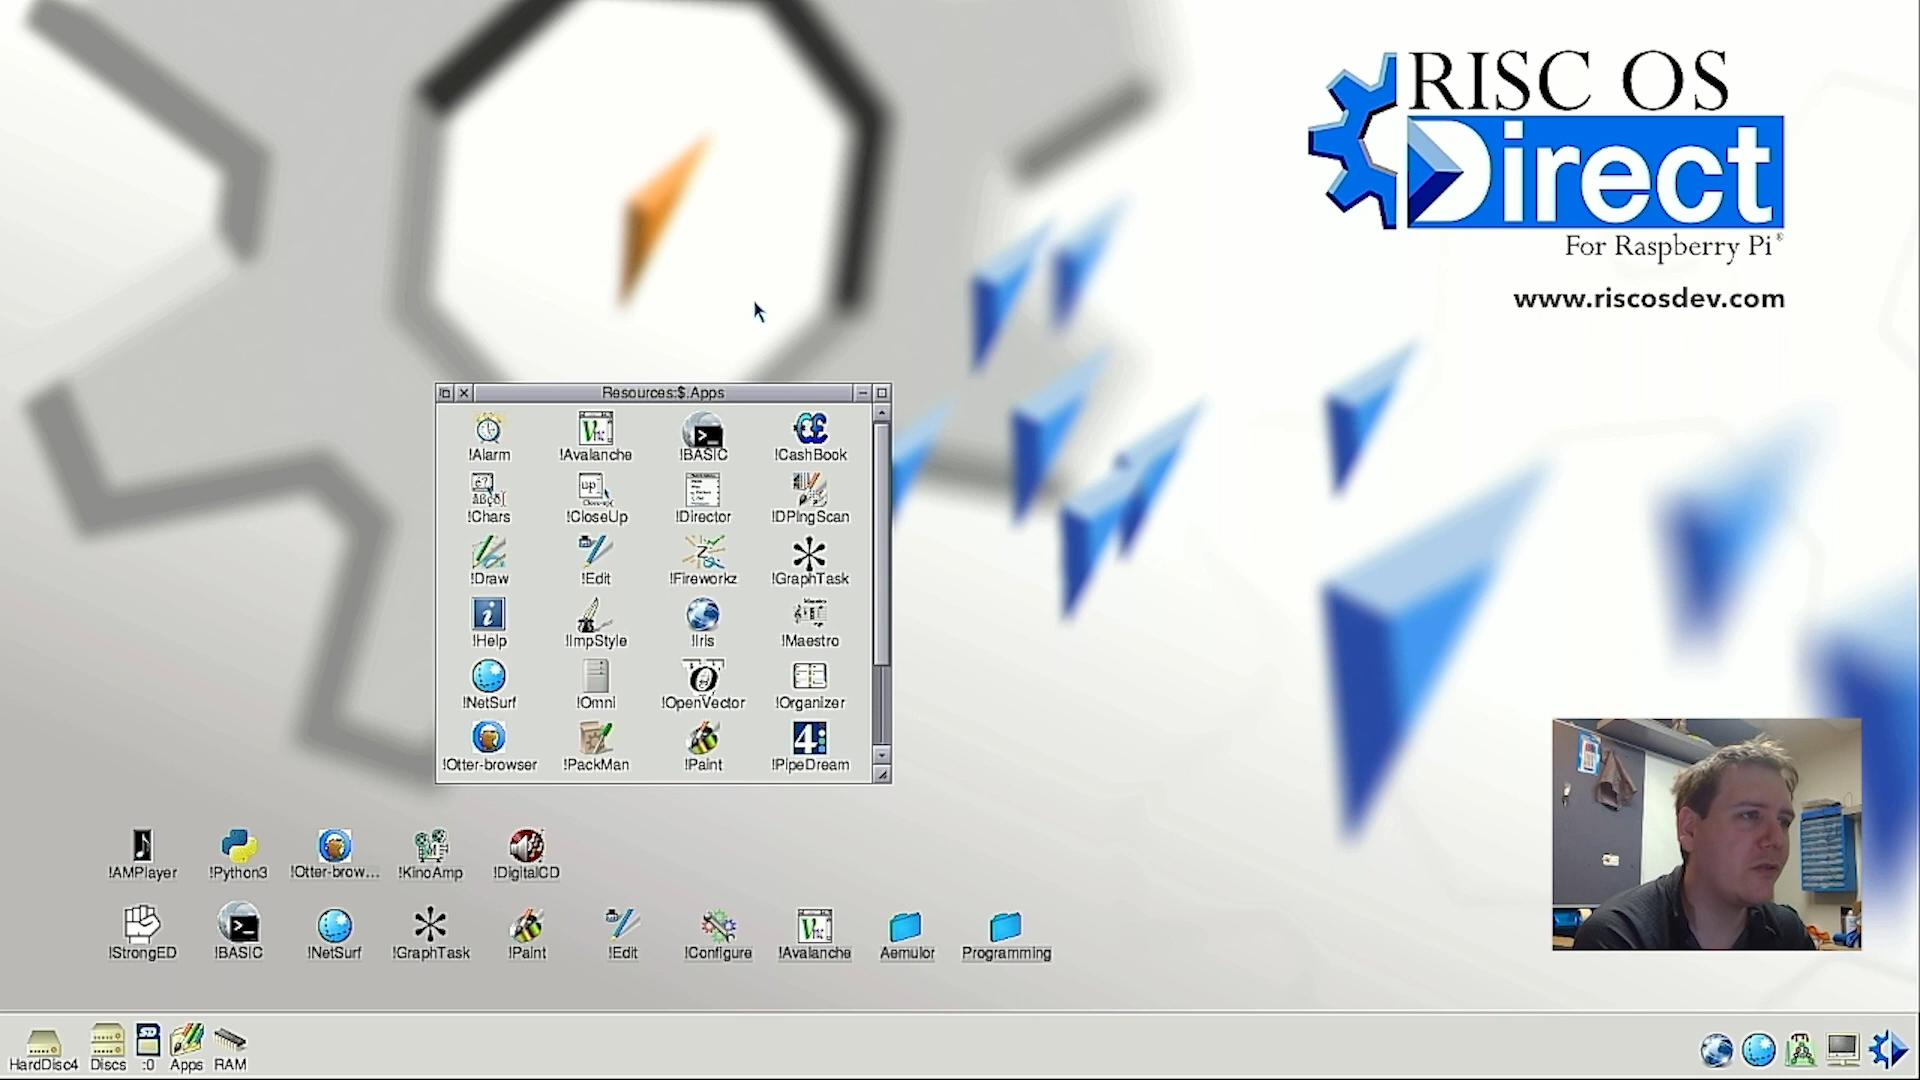 RISC OS
Direct
For Raspberry Pi®
www.riscosdev.com
Resources:$.Apps
!Alarm !Avalanche !BASIC !CashBook
!Chars !CloseUp !Director !DPIngScan
!Draw !Edit !Fireworkz !GraphTask
!Help !ImpStyle !Iris !Maestro
!NetSurf !Omni !OpenVector !Organizer
!Otter-browser !PackMan !Paint !PipeDream
!AMPlayer !Python3 !Otter-brow... !KinoAmp !DigitalCD
!StrongED !BASIC !NetSurf !GraphTask !Paint !Edit !Configure !Avalanche Aemulor Programming
HardDisc4 Discs :0 Apps RAM